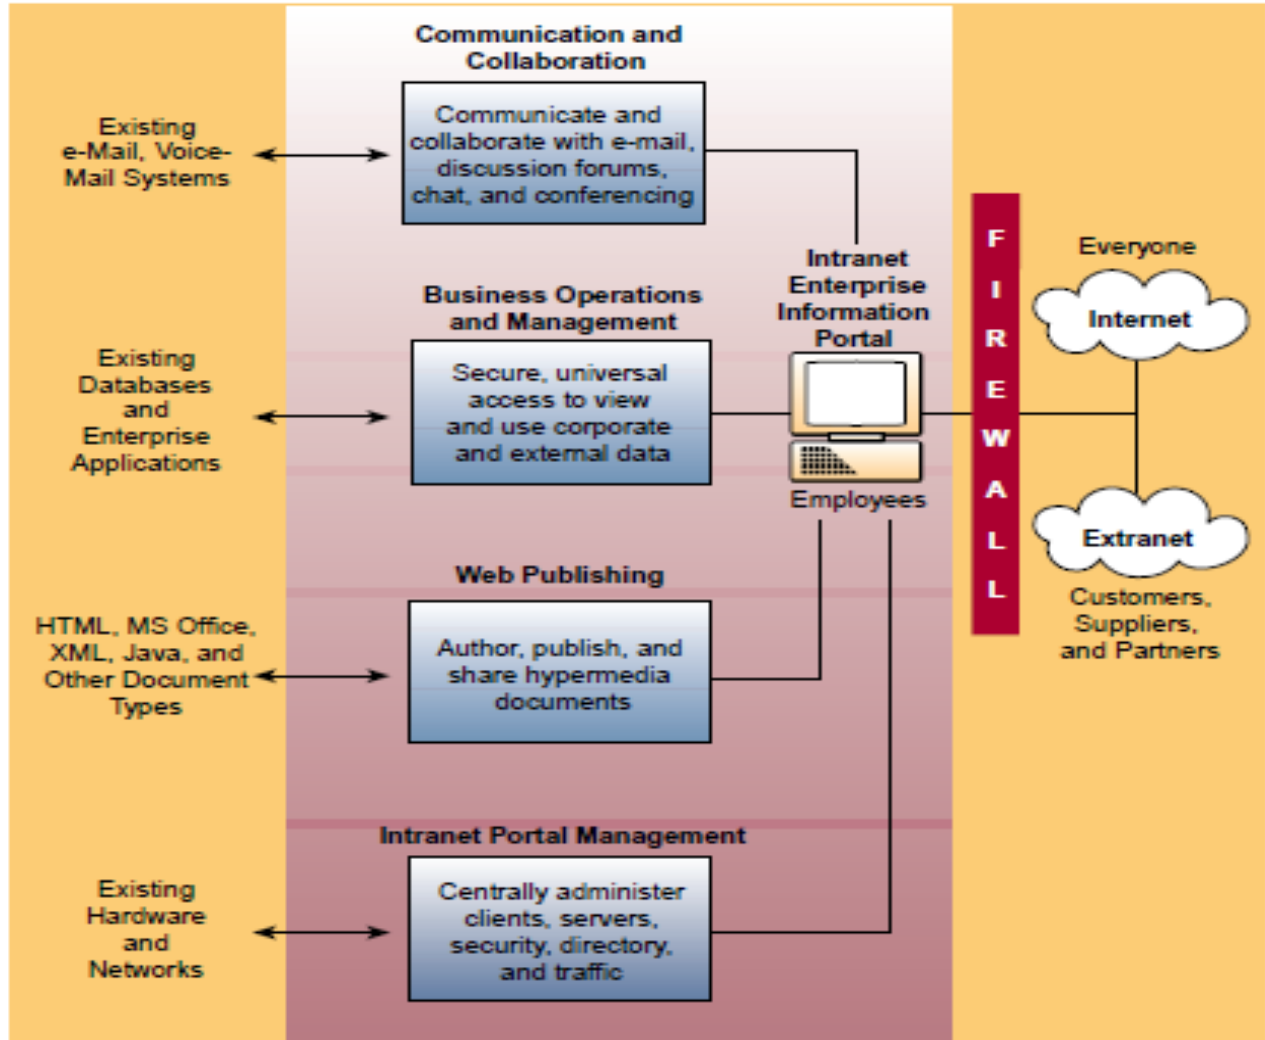 Communication and
Collaboration
Existing
e-Mail, Voice-
Mail Systems
Communicate and
collaborate with e-mail,
discussion forums,
chat, and conferencing
Business Operations
and Management
Existing
Databases
and
Enterprise
Applications
Secure, universal
access to view
and use corporate
and external data
Web Publishing
HTML, MS Office,
XML, Java, and
Other Document
Types
Author, publish, and
share hypermedia
documents
Intranet Portal Management
Existing
Hardware
and
Networks
Centrally administer
clients, servers,
security, directory,
and traffic
Intranet
Enterprise
Information
Portal
Employees
FIREWALL
Everyone
Internet
Extranet
Customers,
Suppliers,
and Partners